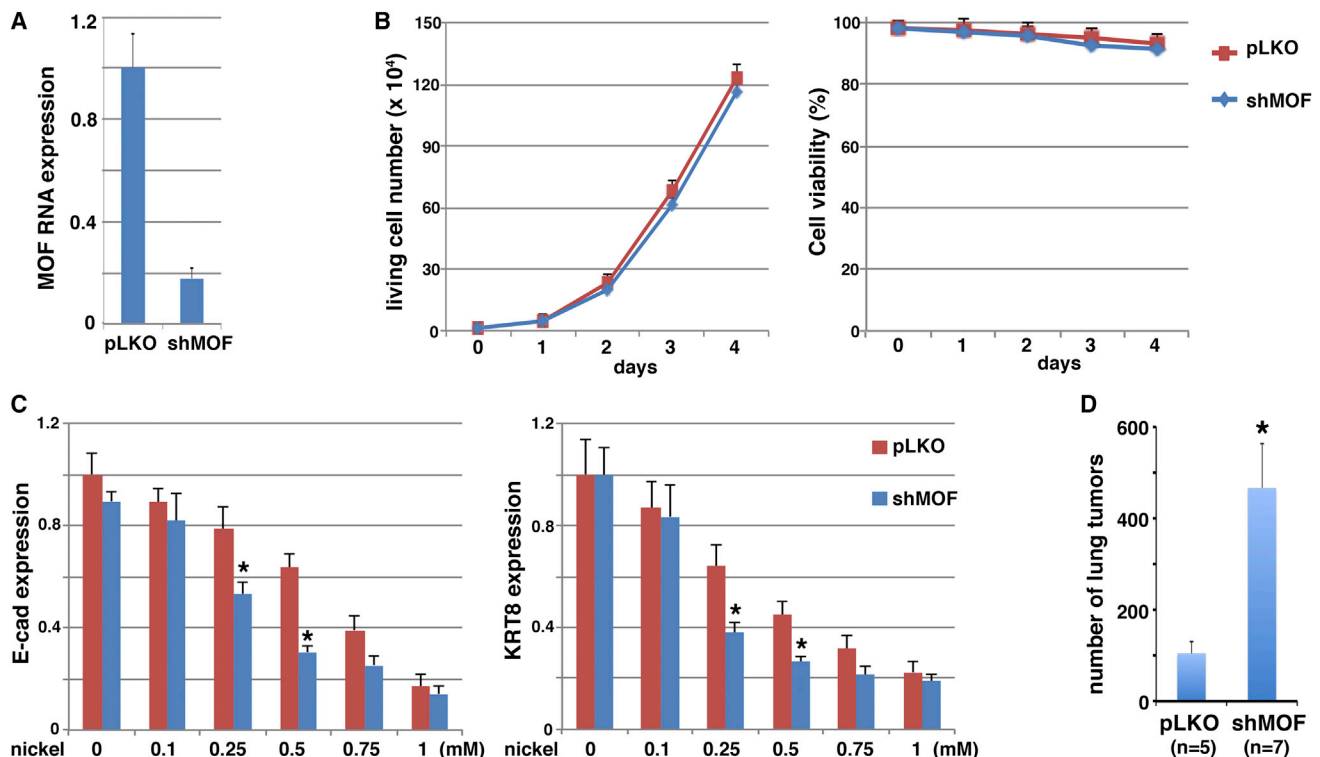 A
MOF RNA expression
1.2
0.8
0.4
0
pLKO shMOF
B
living cell number (x 10⁴)
150
120
90
60
30
0
0 1 2 3 4
days
Cell viability (%)
100
80
60
40
20
0
0 1 2 3 4
days
pLKO
shMOF
C
E-cad expression
1.2
0.8
0.4
0
*
*
nickel 0 0.1 0.25 0.5 0.75 1 (mM)
KRT8 expression
1.2
0.8
0.4
0
*
*
pLKO
shMOF
nickel 0 0.1 0.25 0.5 0.75 1 (mM)
D
number of lung tumors
600
400
200
0
*
pLKO shMOF
(n=5) (n=7)